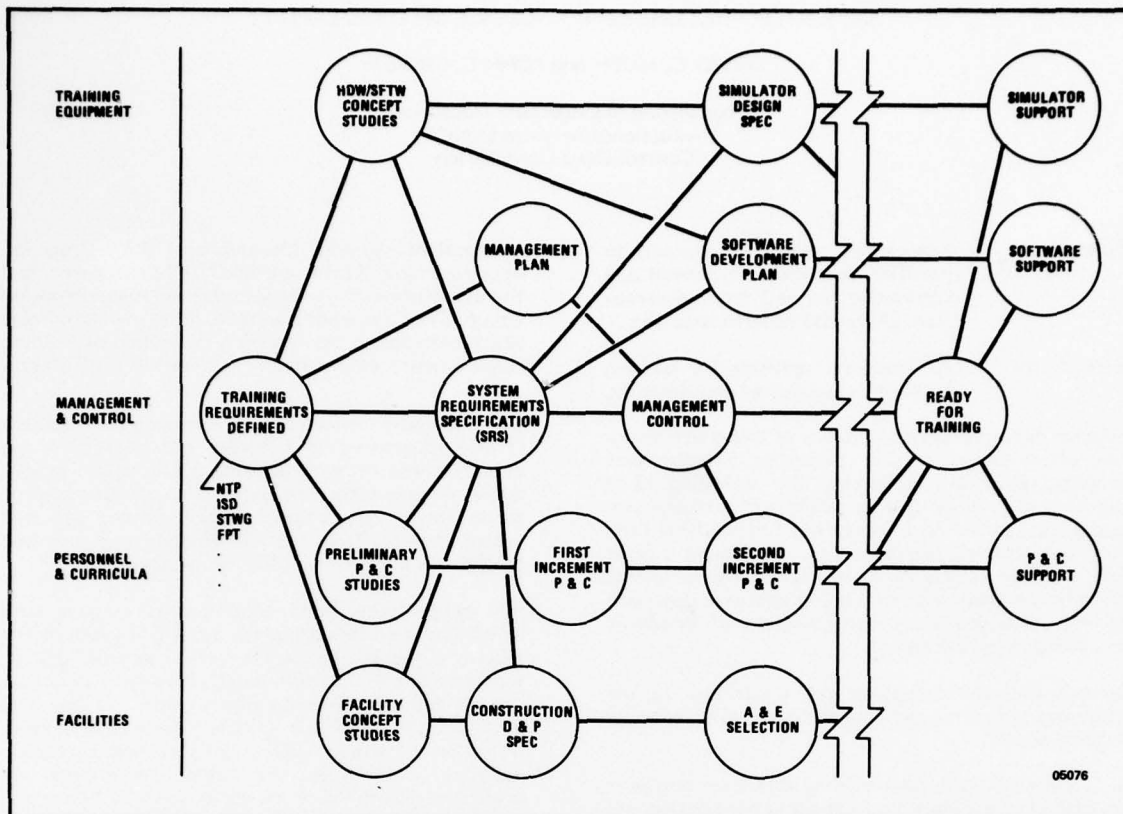 TRAINING
EQUIPMENT
HDW/SFTW
CONCEPT
STUDIES
SIMULATOR
DESIGN
SPEC
SIMULATOR
SUPPORT
MANAGEMENT
PLAN
SOFTWARE
DEVELOPMENT
PLAN
SOFTWARE
SUPPORT
MANAGEMENT
& CONTROL
TRAINING
REQUIREMENTS
DEFINED
SYSTEM
REQUIREMENTS
SPECIFICATION
(SRS)
MANAGEMENT
CONTROL
READY
FOR
TRAINING
NTP
ISD
STWG
FPT
PERSONNEL
& CURRICULA
PRELIMINARY
P & C
STUDIES
FIRST
INCREMENT
P & C
SECOND
INCREMENT
P & C
P & C
SUPPORT
FACILITIES
FACILITY
CONCEPT
STUDIES
CONSTRUCTION
D & P
SPEC
A & E
SELECTION
05076